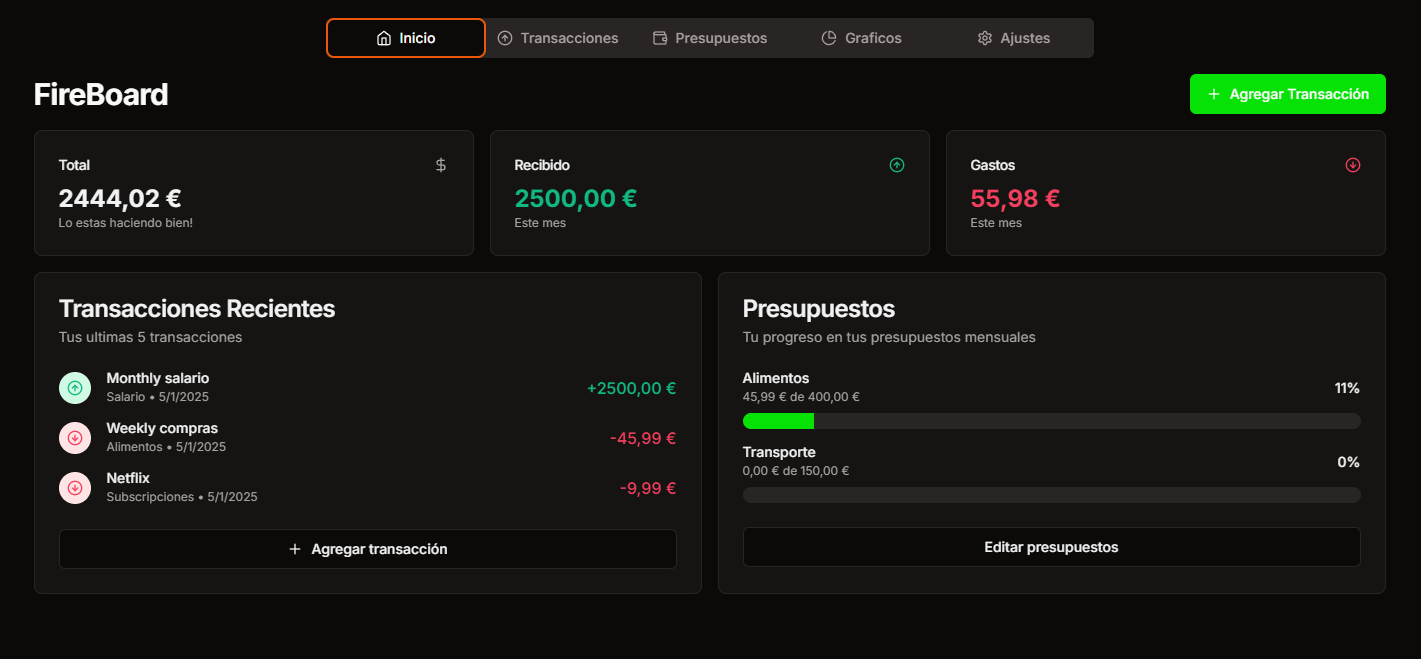 Inicio
Transacciones
Presupuestos
Graficos
Ajustes
FireBoard
+ Agregar Transacción
Total
$
2444,02 €
Lo estas haciendo bien!
Recibido
2500,00 €
Este mes
Gastos
55,98 €
Este mes
Transacciones Recientes
Tus ultimas 5 transacciones
Monthly salario
Salario • 5/1/2025
+2500,00 €
Weekly compras
Alimentos • 5/1/2025
-45,99 €
Netflix
Subscripciones • 5/1/2025
-9,99 €
+ Agregar transacción
Presupuestos
Tu progreso en tus presupuestos mensuales
Alimentos
45,99 € de 400,00 €
11%
Transporte
0,00 € de 150,00 €
0%
Editar presupuestos